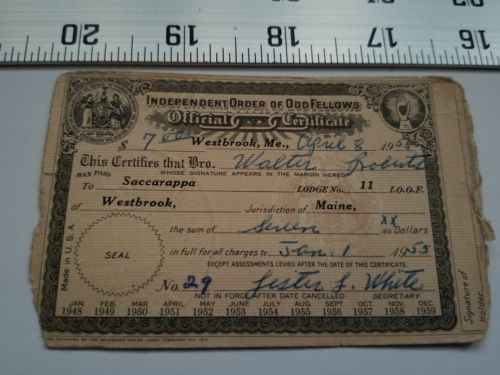 20 19 18 17 16
INDEPENDENT ORDER OF ODD FELLOWS
Official Certificate
$ 7.00 Westbrook, Me., April 8 1955
This Certifies that Bro. Walter Roberts
WHOSE SIGNATURE APPEARS IN THE MARGIN HEREOF
HAS PAID
To Saccarappa LODGE No. 11 I.O.O.F.
of Westbrook, Jurisdiction of Maine,
the sum of seven xx/100 Dollars
SEAL
in full for all charges to Jan. 1 1955
EXCEPT ASSESSMENTS LEVIED AFTER THE DATE OF THIS CERTIFICATE.
No. 29 Lester J. White
NOT IN FORCE AFTER DATE CANCELLED SECRETARY
JAN. FEB. MAR. APRIL MAY JUNE JULY AUG. SEPT. OCT. NOV. DEC.
1948 1949 1950 1951 1952 1953 1954 1955 1956 1957 1958 1959
Made in U.S.A.
Signature of
Holder